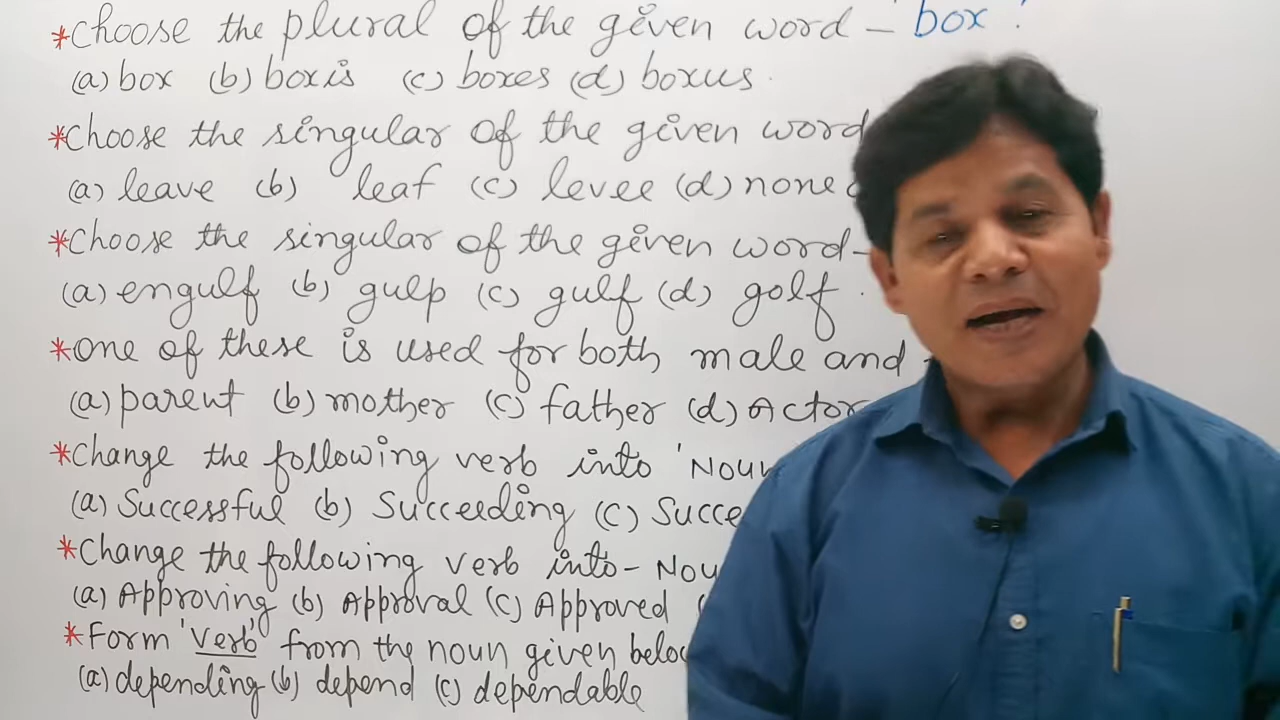 *Choose the plural of the given word - 'box'.
(a) box (b) boxis (c) boxes (d) boxus.
*Choose the singular of the given word
(a) leave (b) leaf (c) levee (d) none
*Choose the singular of the given word-
(a) engulf (b) gulp (c) gulf (d) golf.
*One of these is used for both male and
(a) parent (b) mother (c) father (d) Actor
*Change the following verb into 'Noun
(a) Successful (b) Succeeding (c) Succe
*Change the following verb into - Nou
(a) Approving (b) Approval (c) Approved (
*Form 'verb' from the noun given below
(a) depending (b) depend (c) dependable